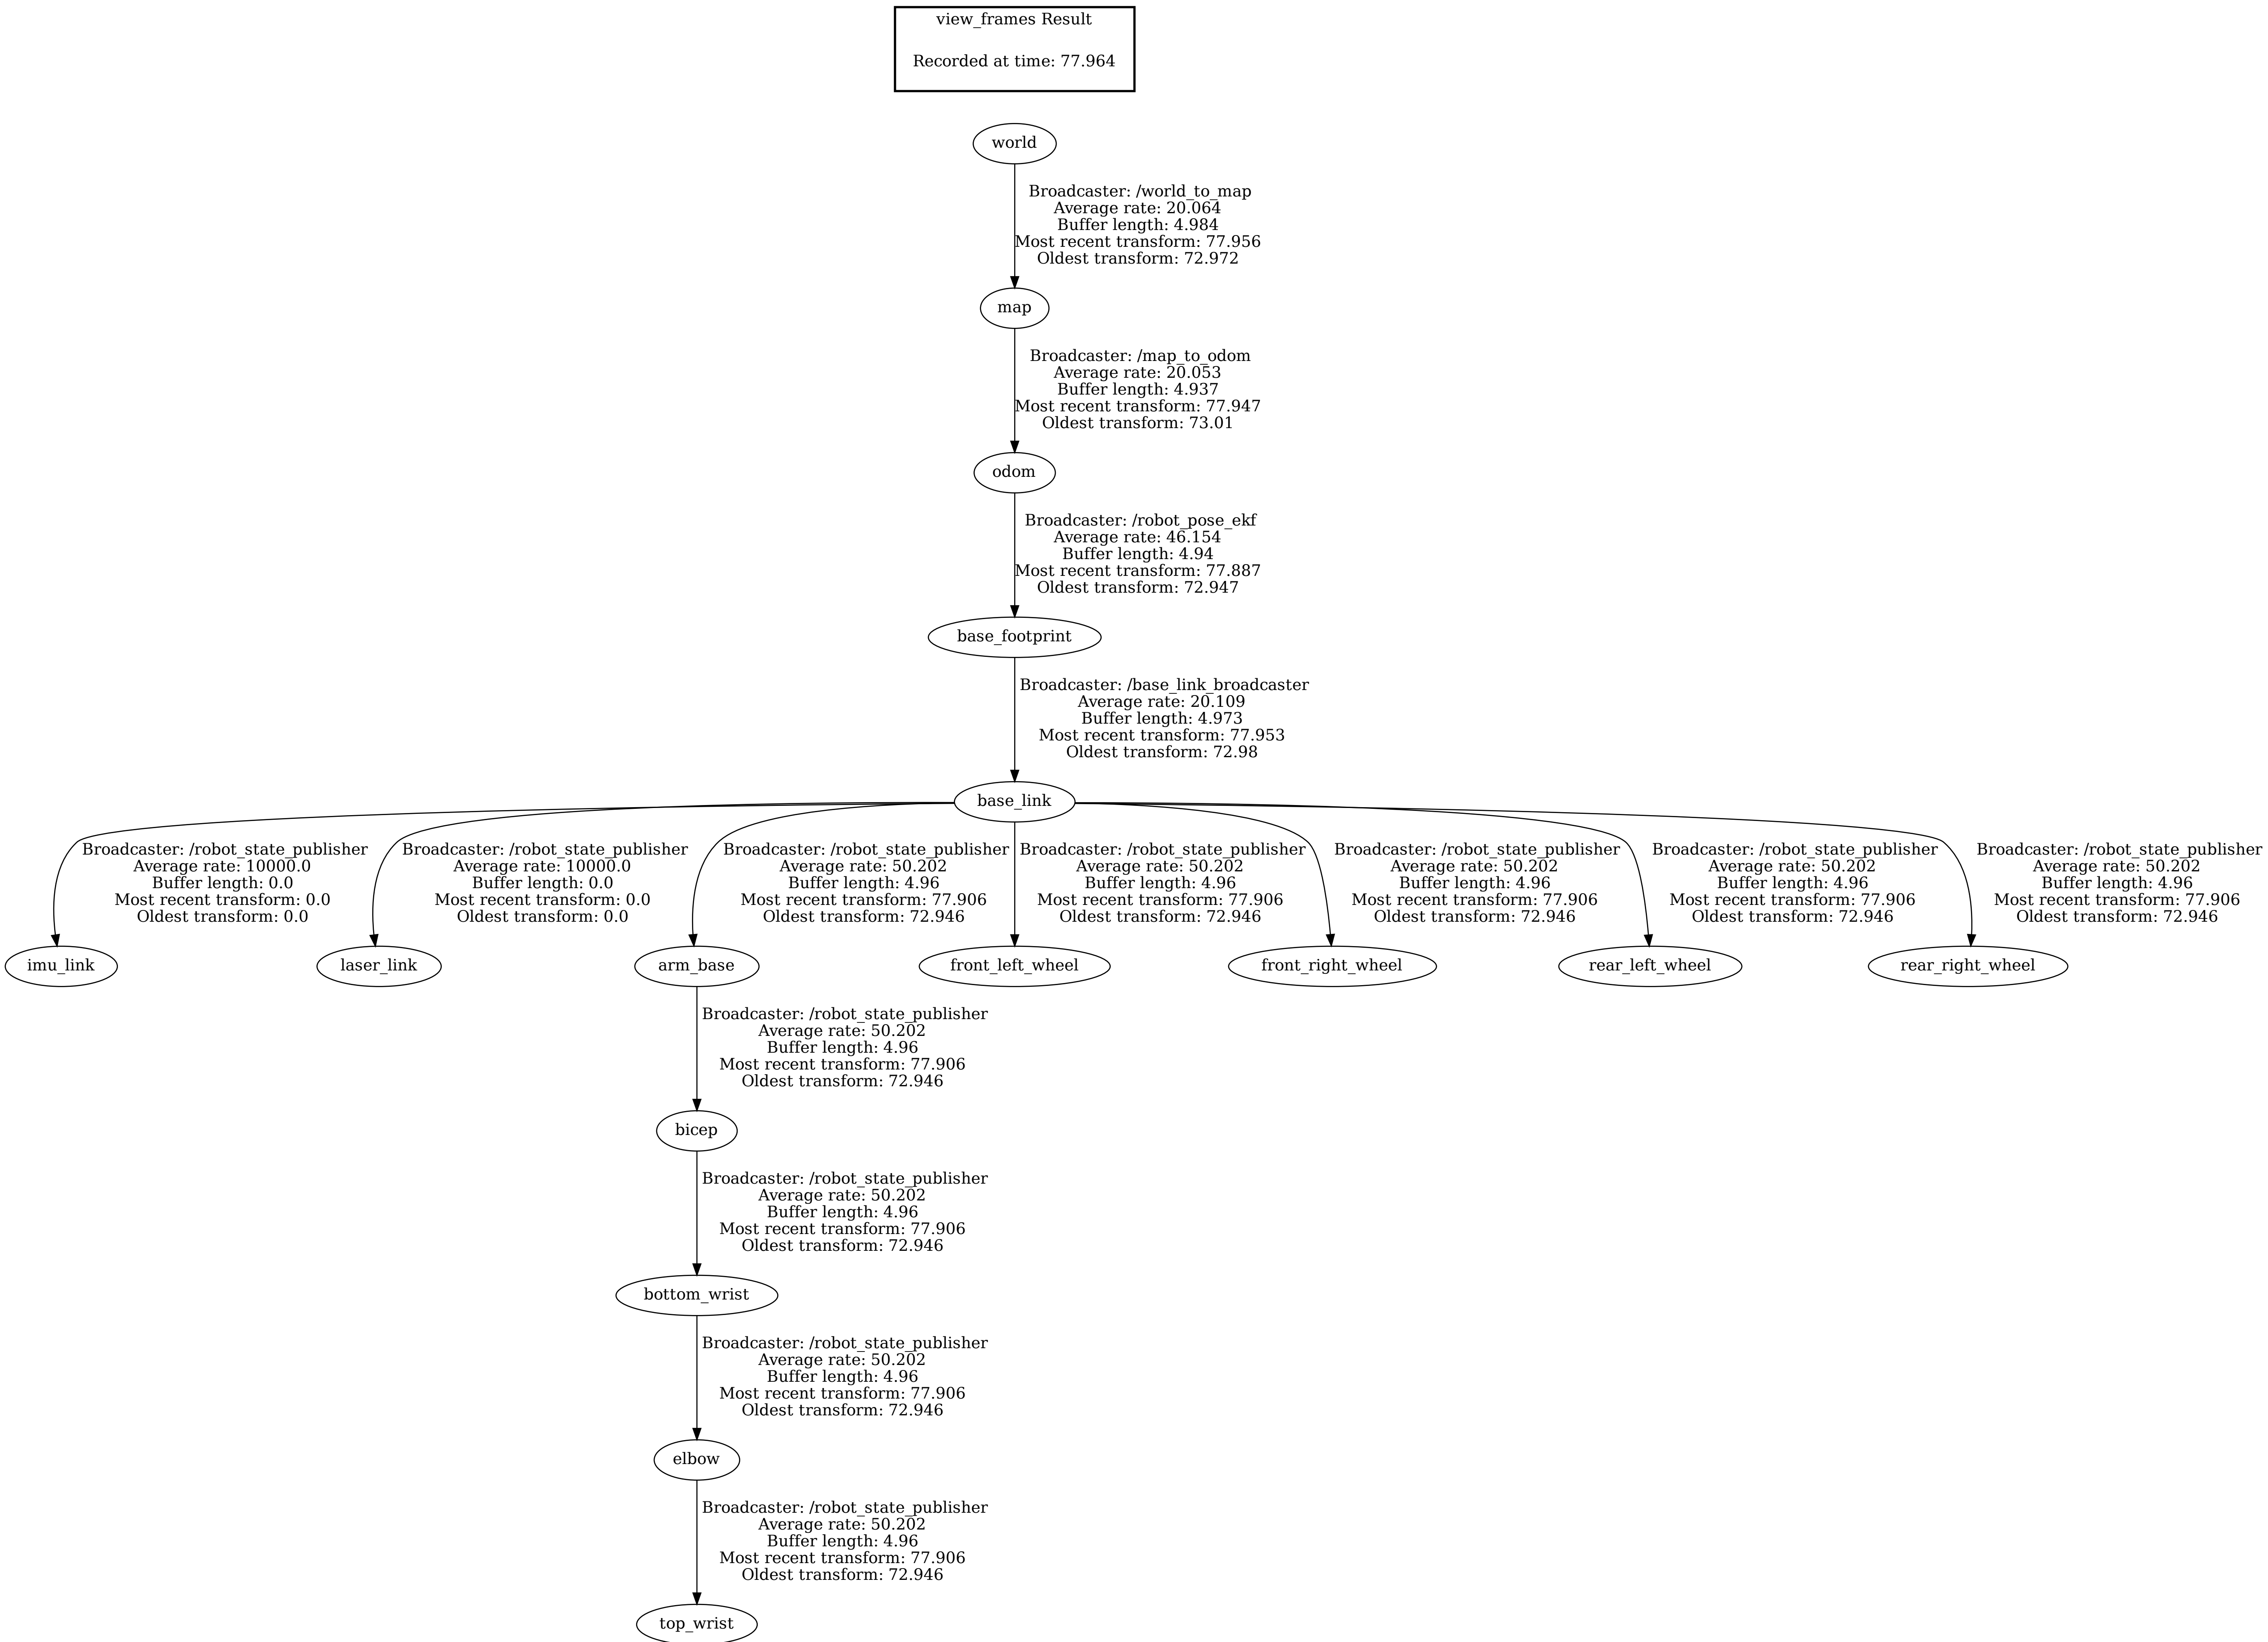 view_frames Result
Recorded at time: 77.964
world
Broadcaster: /world_to_map
Average rate: 20.064
Buffer length: 4.984
Most recent transform: 77.956
Oldest transform: 72.972
map
Broadcaster: /map_to_odom
Average rate: 20.053
Buffer length: 4.937
Most recent transform: 77.947
Oldest transform: 73.01
odom
Broadcaster: /robot_pose_ekf
Average rate: 46.154
Buffer length: 4.94
Most recent transform: 77.887
Oldest transform: 72.947
base_footprint
Broadcaster: /base_link_broadcaster
Average rate: 20.109
Buffer length: 4.973
Most recent transform: 77.953
Oldest transform: 72.98
base_link
Broadcaster: /robot_state_publisher
Average rate: 10000.0
Buffer length: 0.0
Most recent transform: 0.0
Oldest transform: 0.0
Broadcaster: /robot_state_publisher
Average rate: 10000.0
Buffer length: 0.0
Most recent transform: 0.0
Oldest transform: 0.0
Broadcaster: /robot_state_publisher
Average rate: 50.202
Buffer length: 4.96
Most recent transform: 77.906
Oldest transform: 72.946
Broadcaster: /robot_state_publisher
Average rate: 50.202
Buffer length: 4.96
Most recent transform: 77.906
Oldest transform: 72.946
Broadcaster: /robot_state_publisher
Average rate: 50.202
Buffer length: 4.96
Most recent transform: 77.906
Oldest transform: 72.946
Broadcaster: /robot_state_publisher
Average rate: 50.202
Buffer length: 4.96
Most recent transform: 77.906
Oldest transform: 72.946
Broadcaster: /robot_state_publisher
Average rate: 50.202
Buffer length: 4.96
Most recent transform: 77.906
Oldest transform: 72.946
imu_link
laser_link
arm_base
front_left_wheel
front_right_wheel
rear_left_wheel
rear_right_wheel
Broadcaster: /robot_state_publisher
Average rate: 50.202
Buffer length: 4.96
Most recent transform: 77.906
Oldest transform: 72.946
bicep
Broadcaster: /robot_state_publisher
Average rate: 50.202
Buffer length: 4.96
Most recent transform: 77.906
Oldest transform: 72.946
bottom_wrist
Broadcaster: /robot_state_publisher
Average rate: 50.202
Buffer length: 4.96
Most recent transform: 77.906
Oldest transform: 72.946
elbow
Broadcaster: /robot_state_publisher
Average rate: 50.202
Buffer length: 4.96
Most recent transform: 77.906
Oldest transform: 72.946
top_wrist